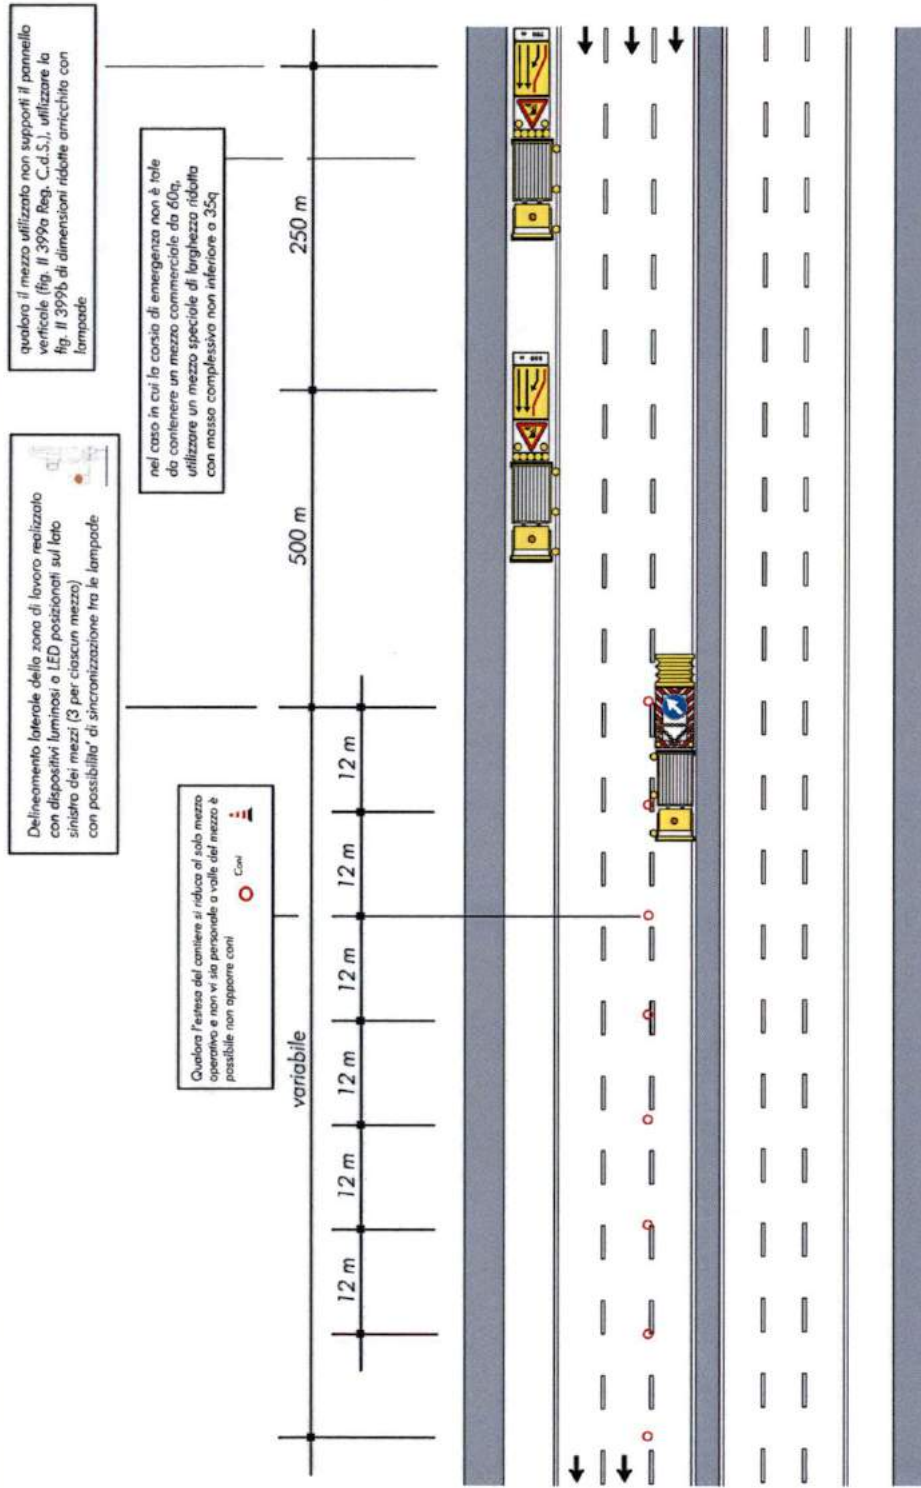 qualora il mezzo utilizzato non supporti il pannello
verticale (fig. II 399a Reg. C.d.S.), utilizzare la
fig. II 399b di dimensioni ridotte arricchita con
lampade
nel caso in cui la corsia di emergenza non è tale
da contenere un mezzo commerciale da 60q,
utilizzare un mezzo speciale di larghezza ridotta
con massa complessiva non inferiore a 35q
Delineamento laterale della zona di lavoro realizzato
con dispositivi luminosi a LED posizionati sul lato
sinistro dei mezzi (3 per ciascun mezzo)
con possibilita' di sincronizzazione tra le lampade
Qualora l'estesa del cantiere si riduca al solo mezzo
operativo e non vi sia personale a valle del mezzo è
possibile non apporre coni
Coni
variabile
500 m
250 m
12 m
12 m
12 m
12 m
12 m
12 m